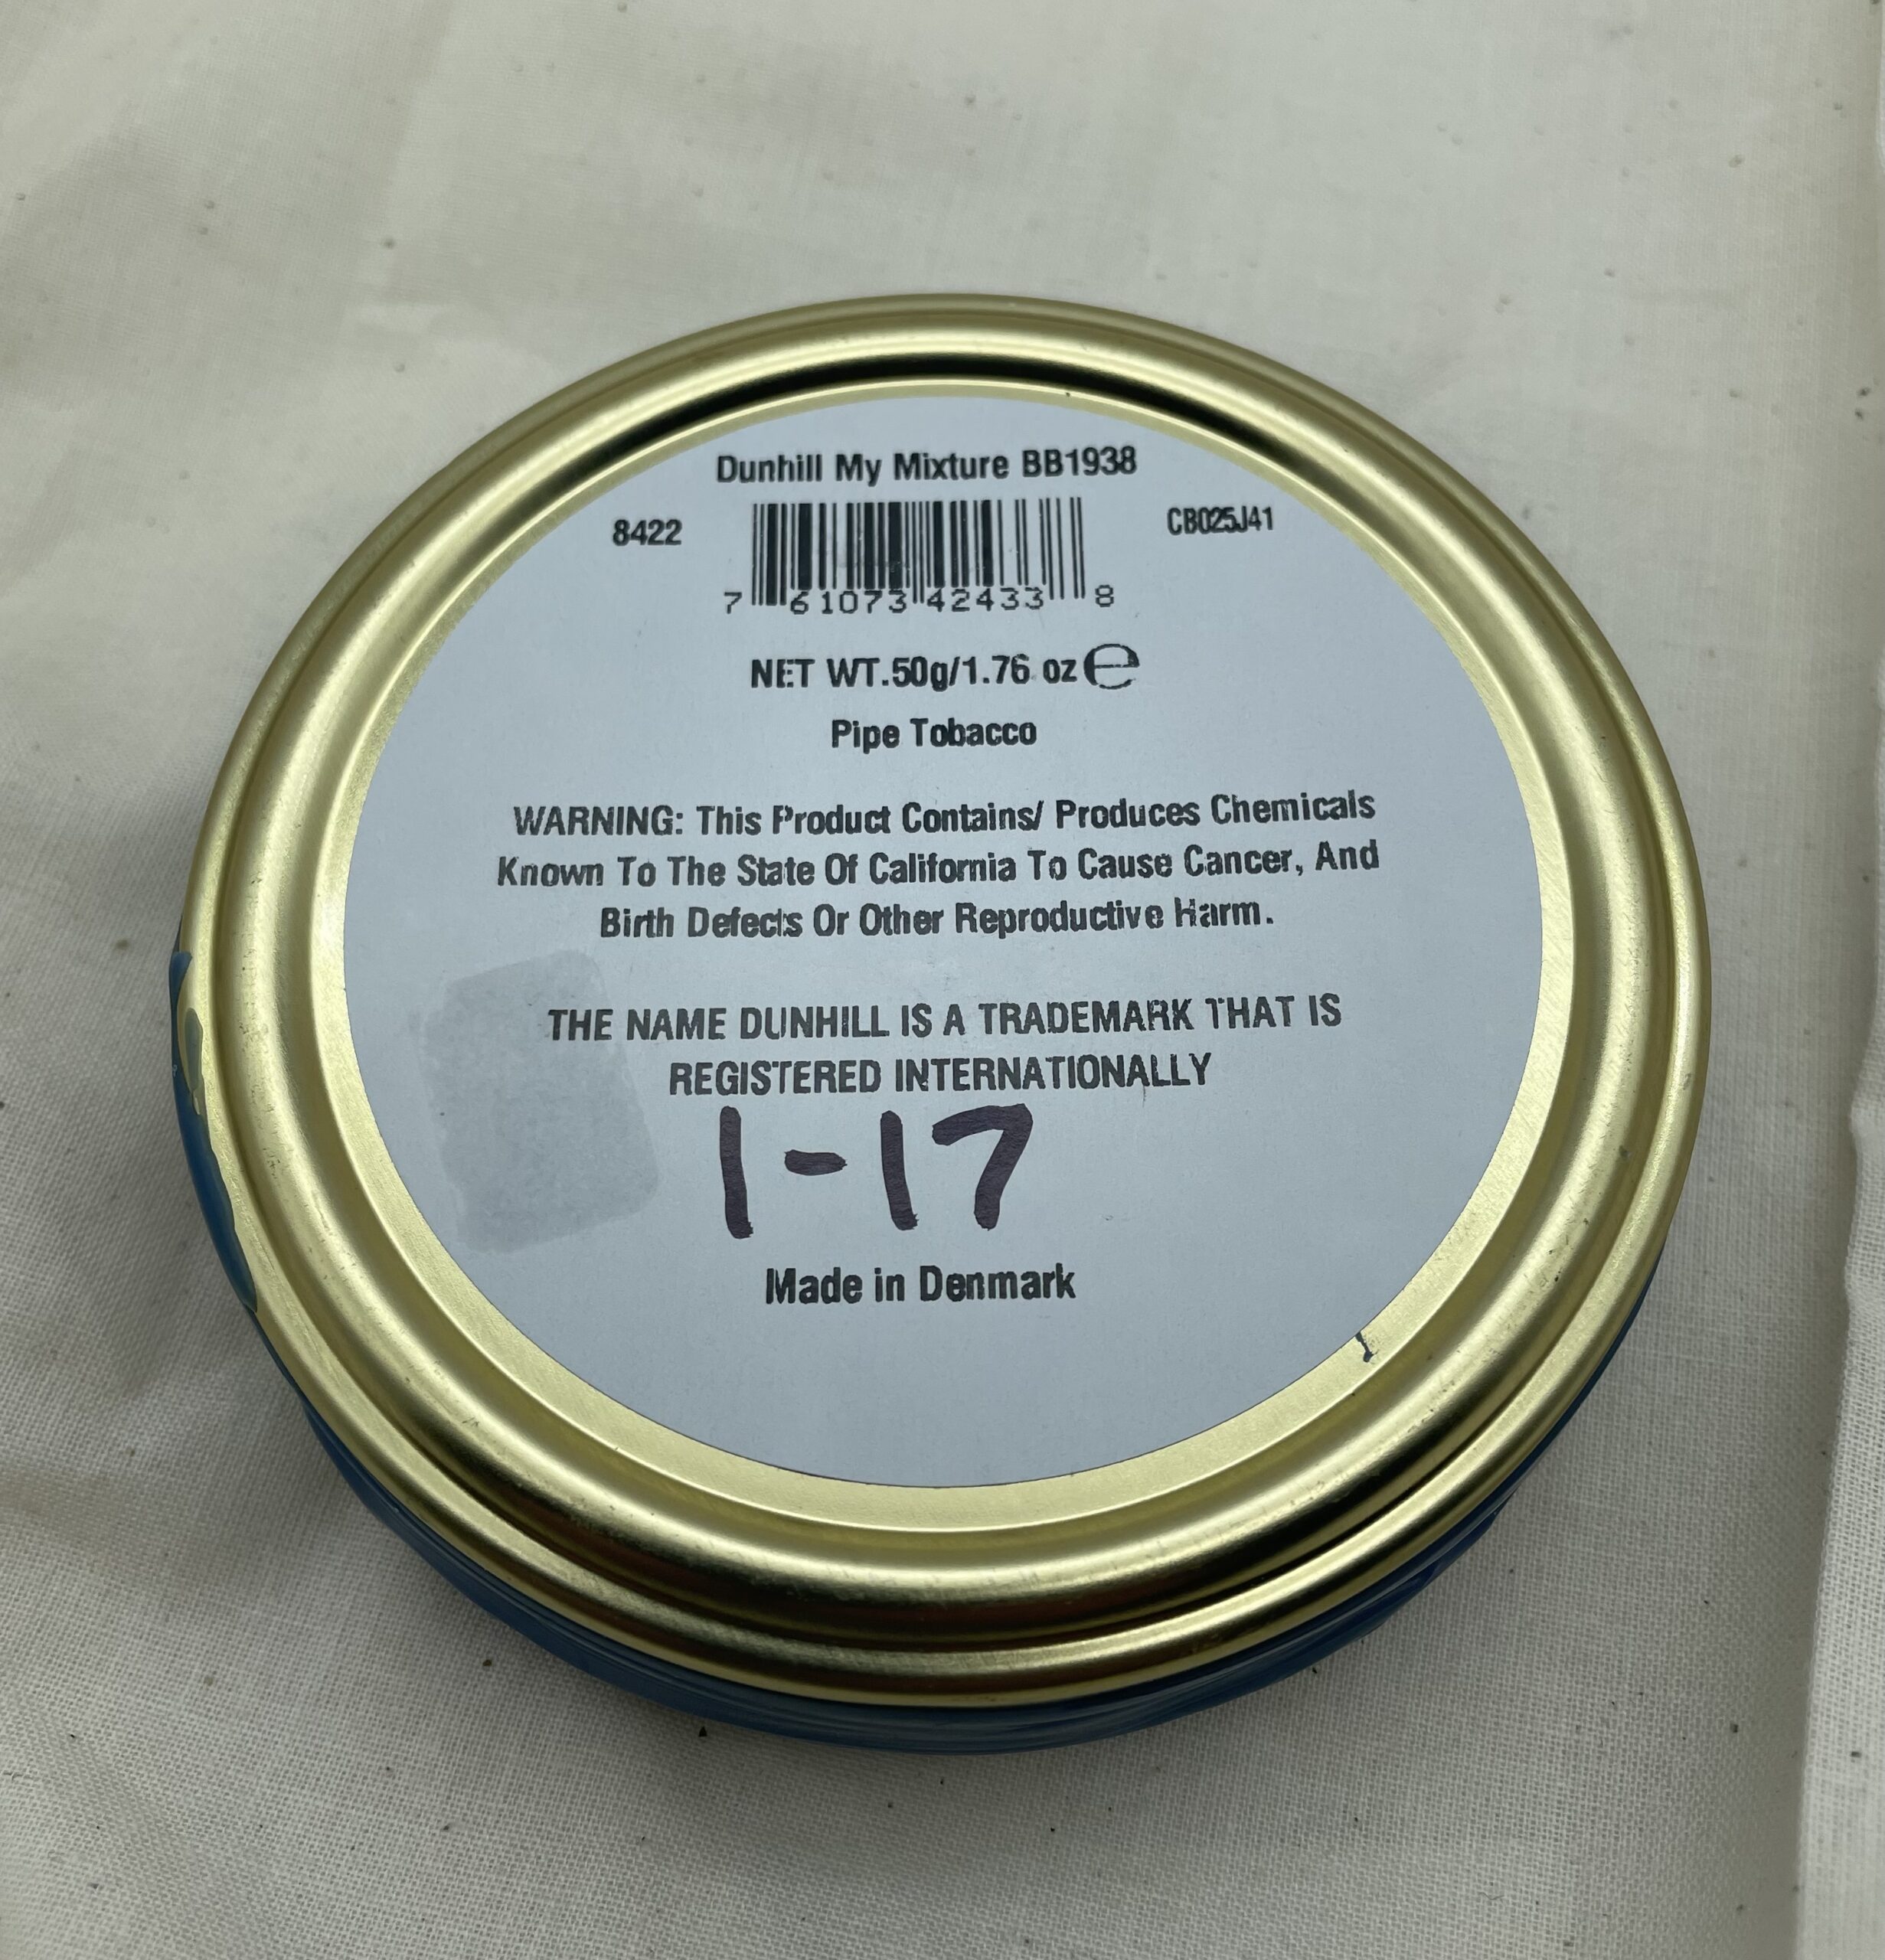 Dunhill My Mixture BB1938
8422
CB025J41
7 61073 42433 8
NET WT.50g/1.76 oz ℮
Pipe Tobacco
WARNING: This Product Contains/ Produces Chemicals
Known To The State Of California To Cause Cancer, And
Birth Defects Or Other Reproductive Harm.
THE NAME DUNHILL IS A TRADEMARK THAT IS
REGISTERED INTERNATIONALLY
1-17
Made in Denmark